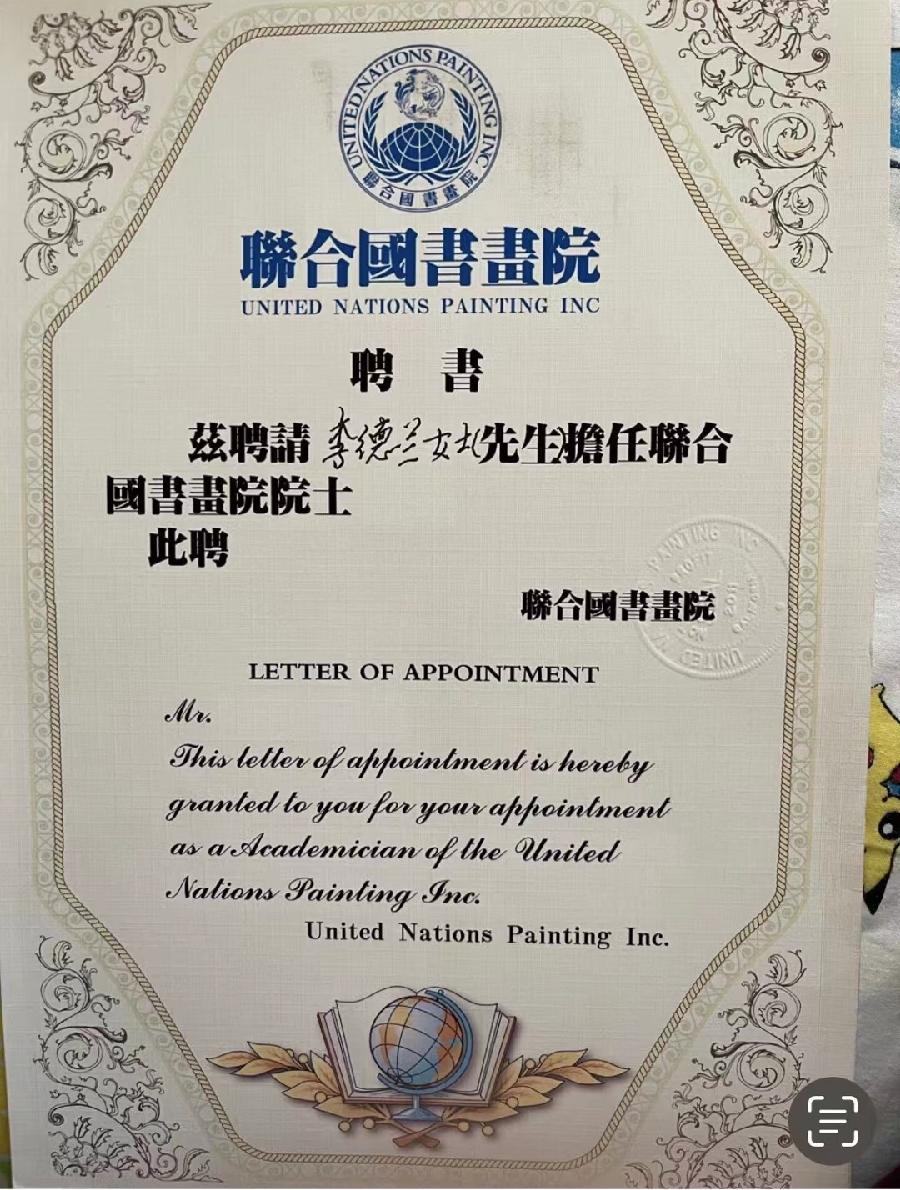 UNITED NATIONS PAINTING INC
聯合國書畫院
聯合國書畫院
UNITED NATIONS PAINTING INC
聘 書
茲聘請 李德兰女士 先生擔任聯合
國書畫院院士
此聘
聯合國書畫院
UNITED PAINTING INC
2011
LETTER OF APPOINTMENT
Mr.
This letter of appointment is hereby
granted to you for your appointment
as a Academician of the United
Nations Painting Inc.
United Nations Painting Inc.